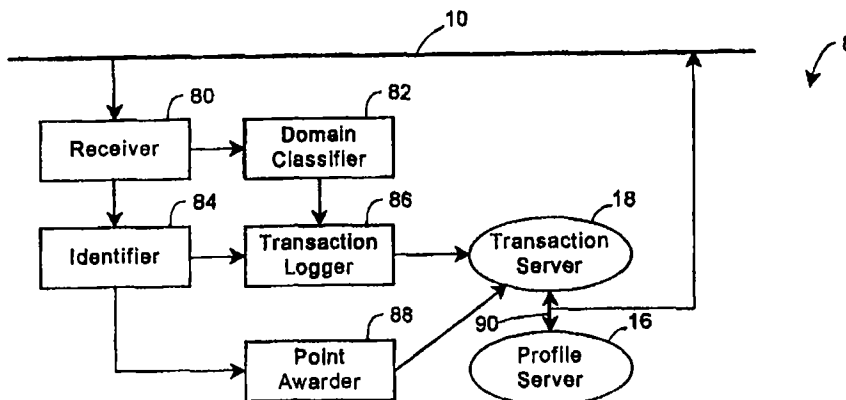 10
8
80
Receiver
82
Domain
Classifier
84
Identifier
86
Transaction
Logger
18
Transaction
Server
88
Point
Awarder
90
16
Profile
Server